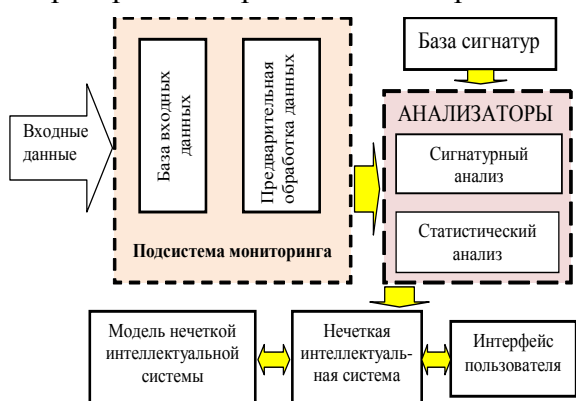 Входные
данные
База входных
данных
Предварительная
обработка данных
Подсистема мониторинга
База сигнатур
АНАЛИЗАТОРЫ
Сигнатурный
анализ
Статистический
анализ
Модель нечеткой
интеллектуальной
системы
Нечеткая
интеллектуаль-
ная система
Интерфейс
пользователя